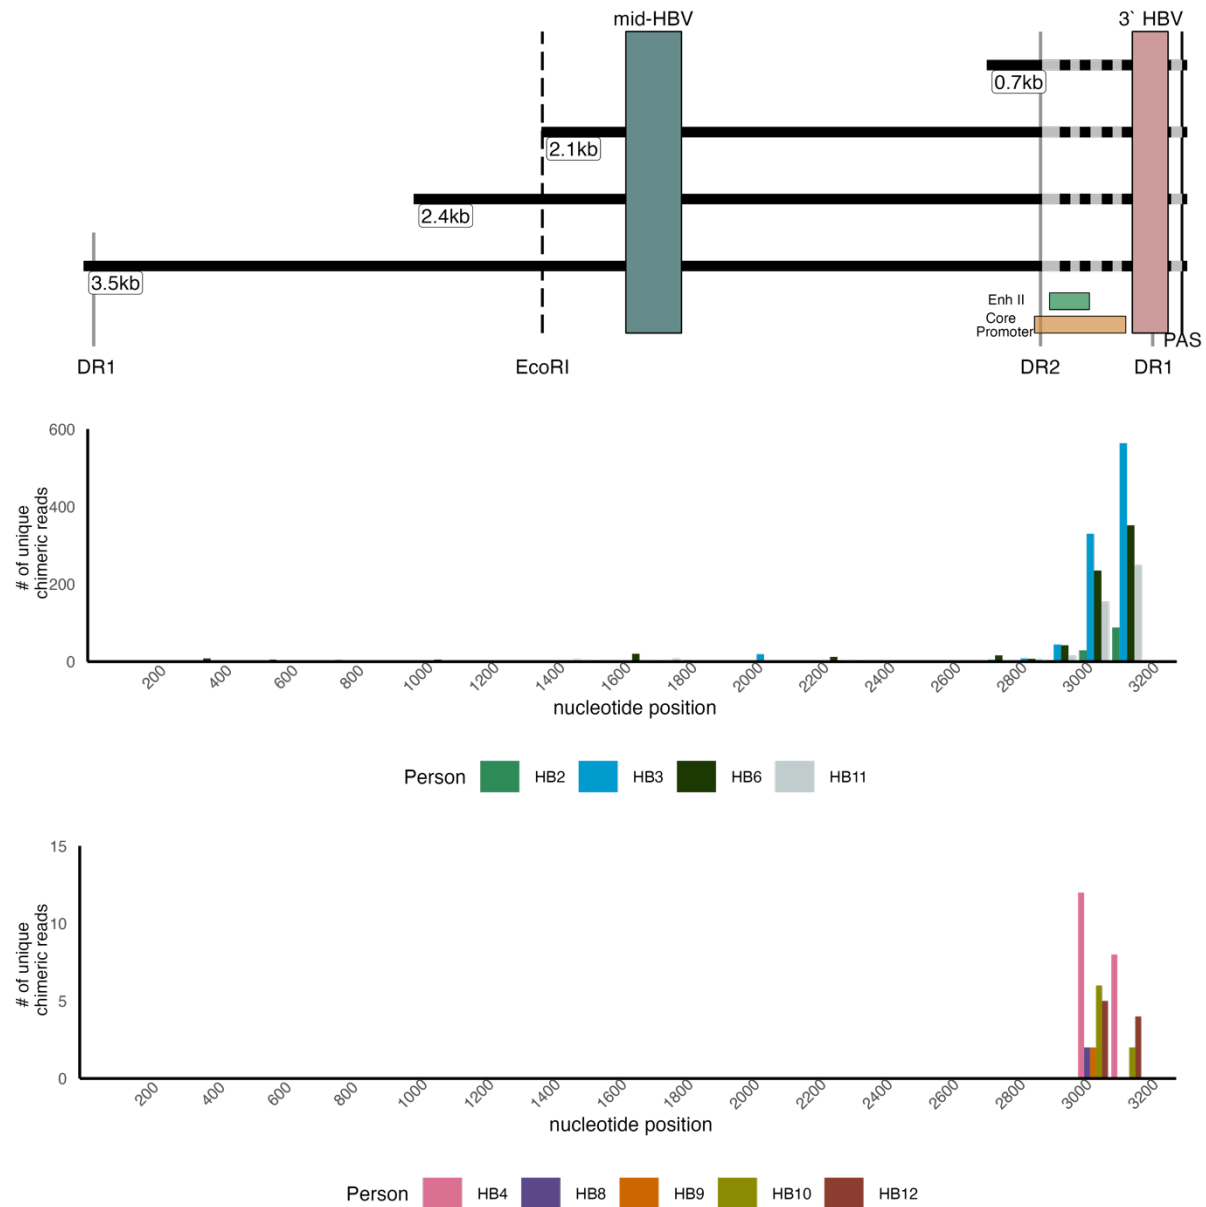 mid-HBV
3` HBV
0.7kb
2.1kb
2.4kb
3.5kb
Enh II
Core
Promoter
PAS
DR1
EcoRI
DR2
DR1
600
400
200
0
# of unique
chimeric reads
200
400
600
800
1000
1200
1400
1600
1800
2000
2200
2400
2600
2800
3000
3200
nucleotide position
Person
HB2
HB3
HB6
HB11
15
10
5
0
# of unique
chimeric reads
200
400
600
800
1000
1200
1400
1600
1800
2000
2200
2400
2600
2800
3000
3200
nucleotide position
Person
HB4
HB8
HB9
HB10
HB12